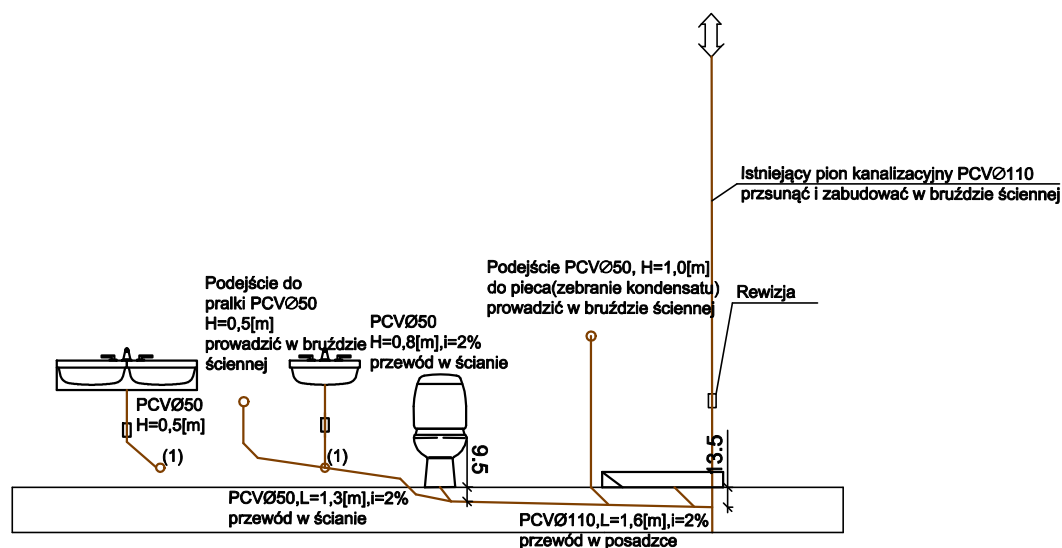 Istniejący pion kanalizacyjny PCVØ110
przsunąć i zabudować w bruździe ściennej
Podejście PCVØ50, H=1,0[m]
do pieca(zebranie kondensatu)
prowadzić w bruździe ściennej
Rewizja
Podejście do
pralki PCVØ50
H=0,5[m]
prowadzić w bruździe
ściennej
PCVØ50
H=0,8[m],i=2%
przewód w ścianie
PCVØ50
H=0,5[m]
(1)
(1)
9.5
13.5
PCVØ50,L=1,3[m],i=2%
przewód w ścianie
PCVØ110,L=1,6[m],i=2%
przewód w posadzce